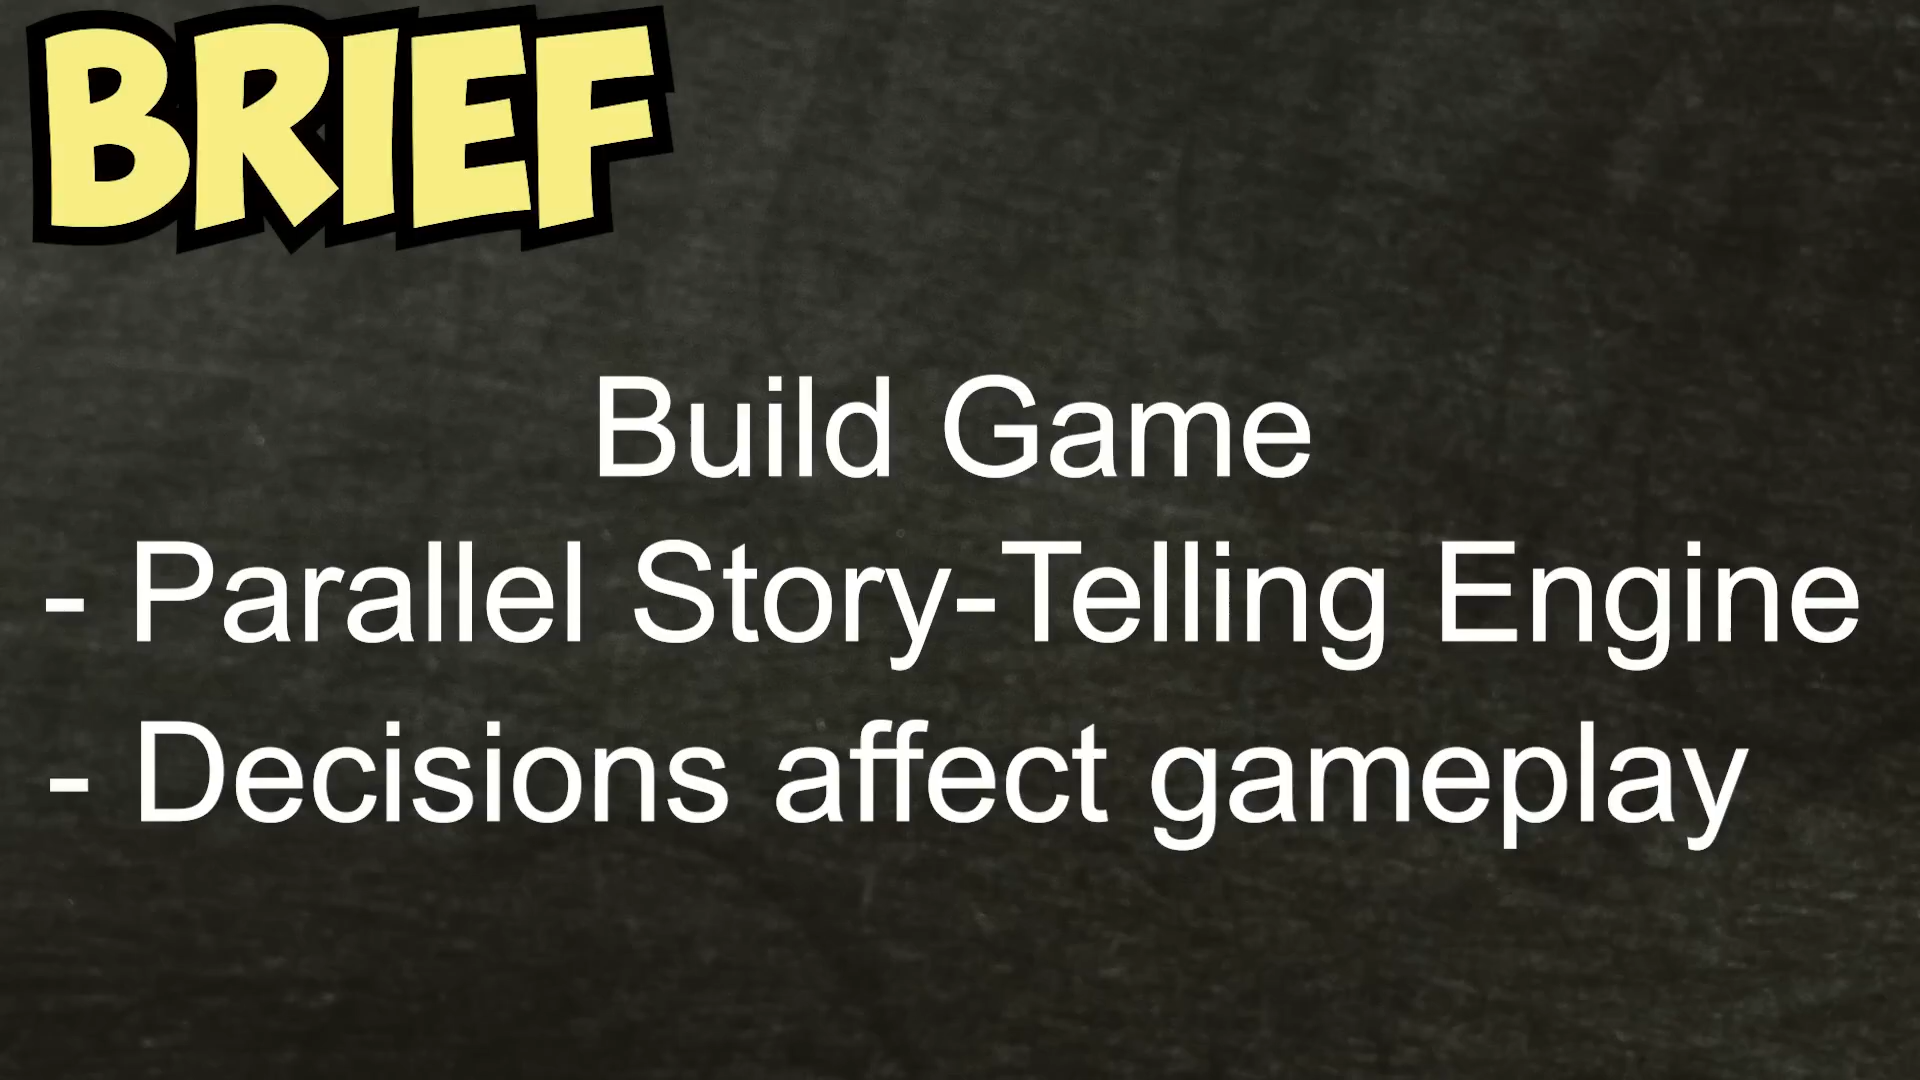 BRIEF
Build Game
- Parallel Story-Telling Engine
- Decisions affect gameplay